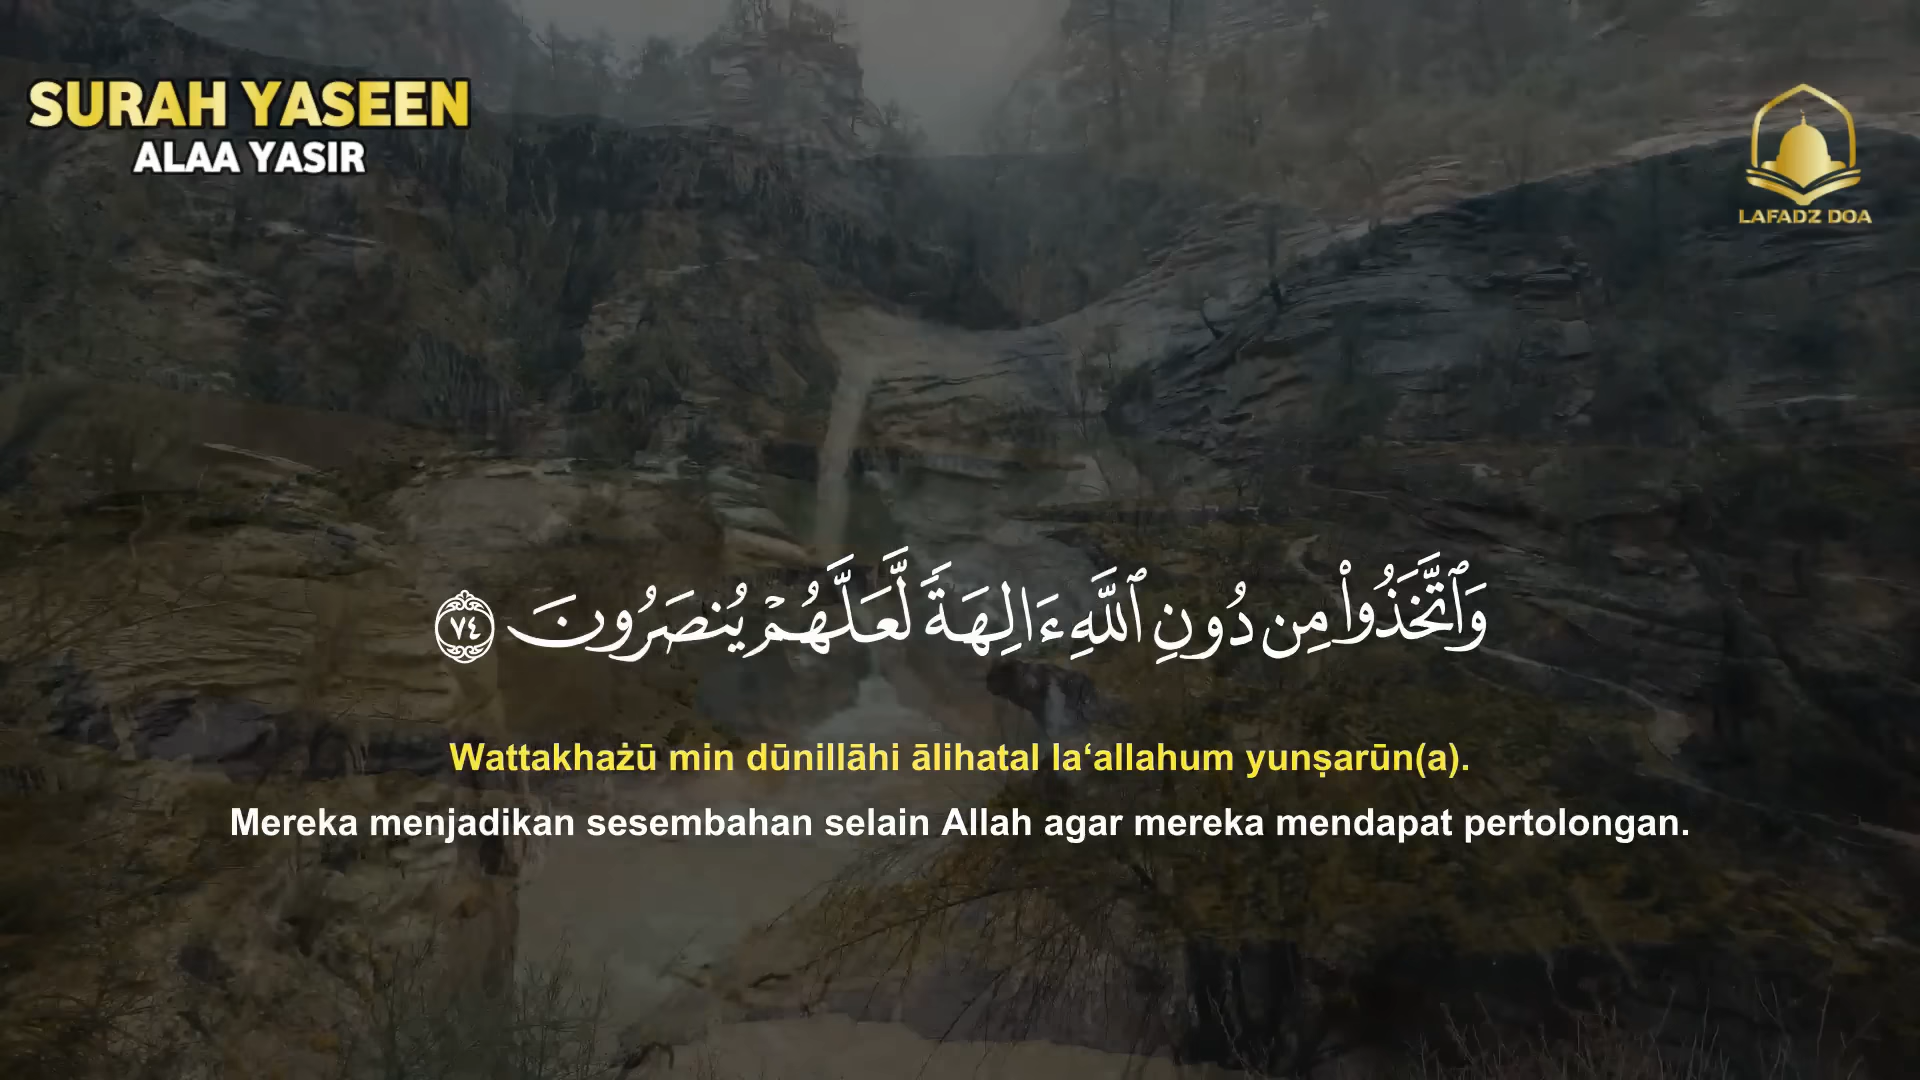 SURAH YASEEN
ALAA YASIR
LAFADZ DOA
وَٱتَّخَذُوا۟ مِن دُونِ ٱللَّهِ ءَالِهَةًۭ لَّعَلَّهُمْ يُنصَرُونَ ٧٤
Wattakhażū min dūnillāhi ālihatal la‘allahum yunṣarūn(a).
Mereka menjadikan sesembahan selain Allah agar mereka mendapat pertolongan.